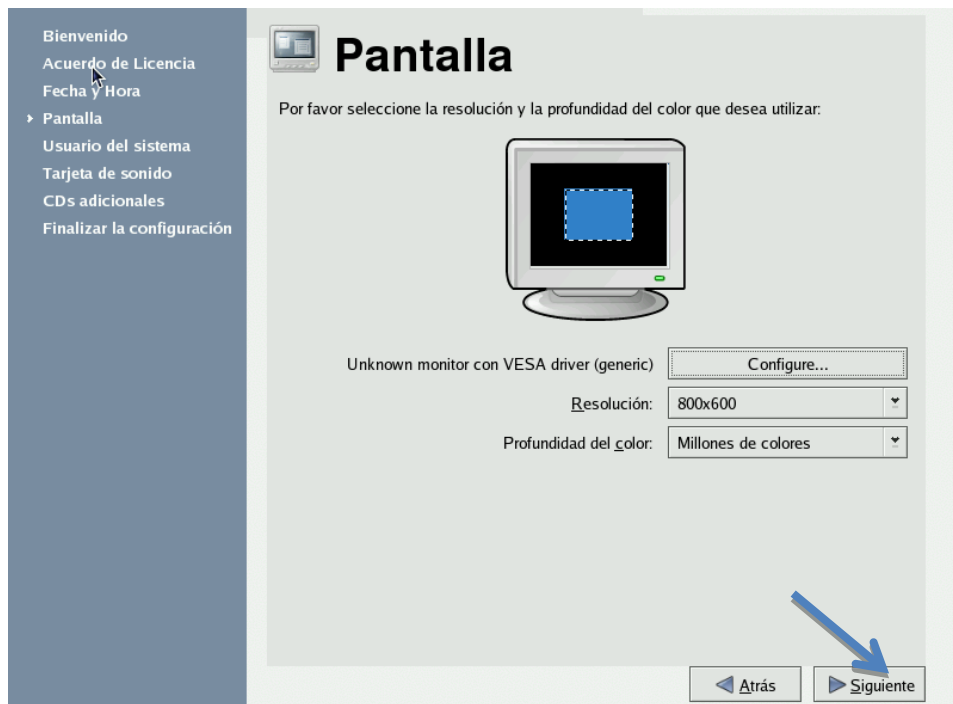 Bienvenido
Acuerdo de Licencia
Fecha y Hora
Pantalla
Usuario del sistema
Tarjeta de sonido
CDs adicionales
Finalizar la configuración
Pantalla
Por favor seleccione la resolución y la profundidad del color que desea utilizar:
Unknown monitor con VESA driver (generic) Configure...
Resolución: 800x600
Profundidad del color: Millones de colores
Atrás Siguiente